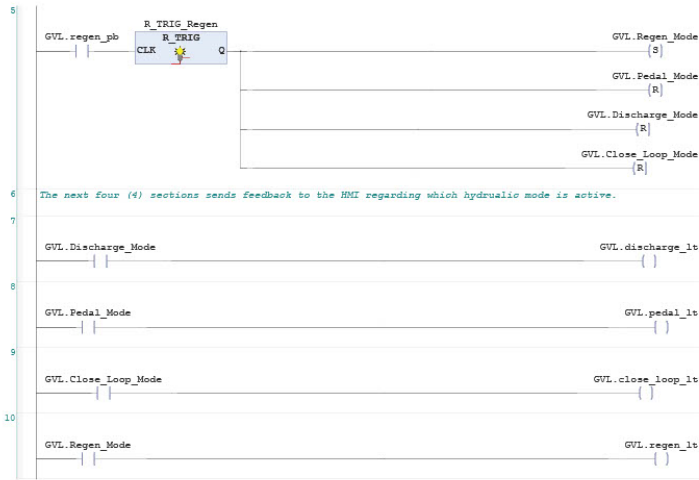 5
R_TRIG_Regen
GVL.regen_pb R_TRIG GVL.Regen_Mode
CLK Q S
GVL.Pedal_Mode
R
GVL.Discharge_Mode
R
GVL.Close_Loop_Mode
R
6 The next four (4) sections sends feedback to the HMI regarding which hydrualic mode is active.
7
GVL.Discharge_Mode GVL.discharge_lt
8
GVL.Pedal_Mode GVL.pedal_lt
9
GVL.Close_Loop_Mode GVL.close_loop_lt
10
GVL.Regen_Mode GVL.regen_lt